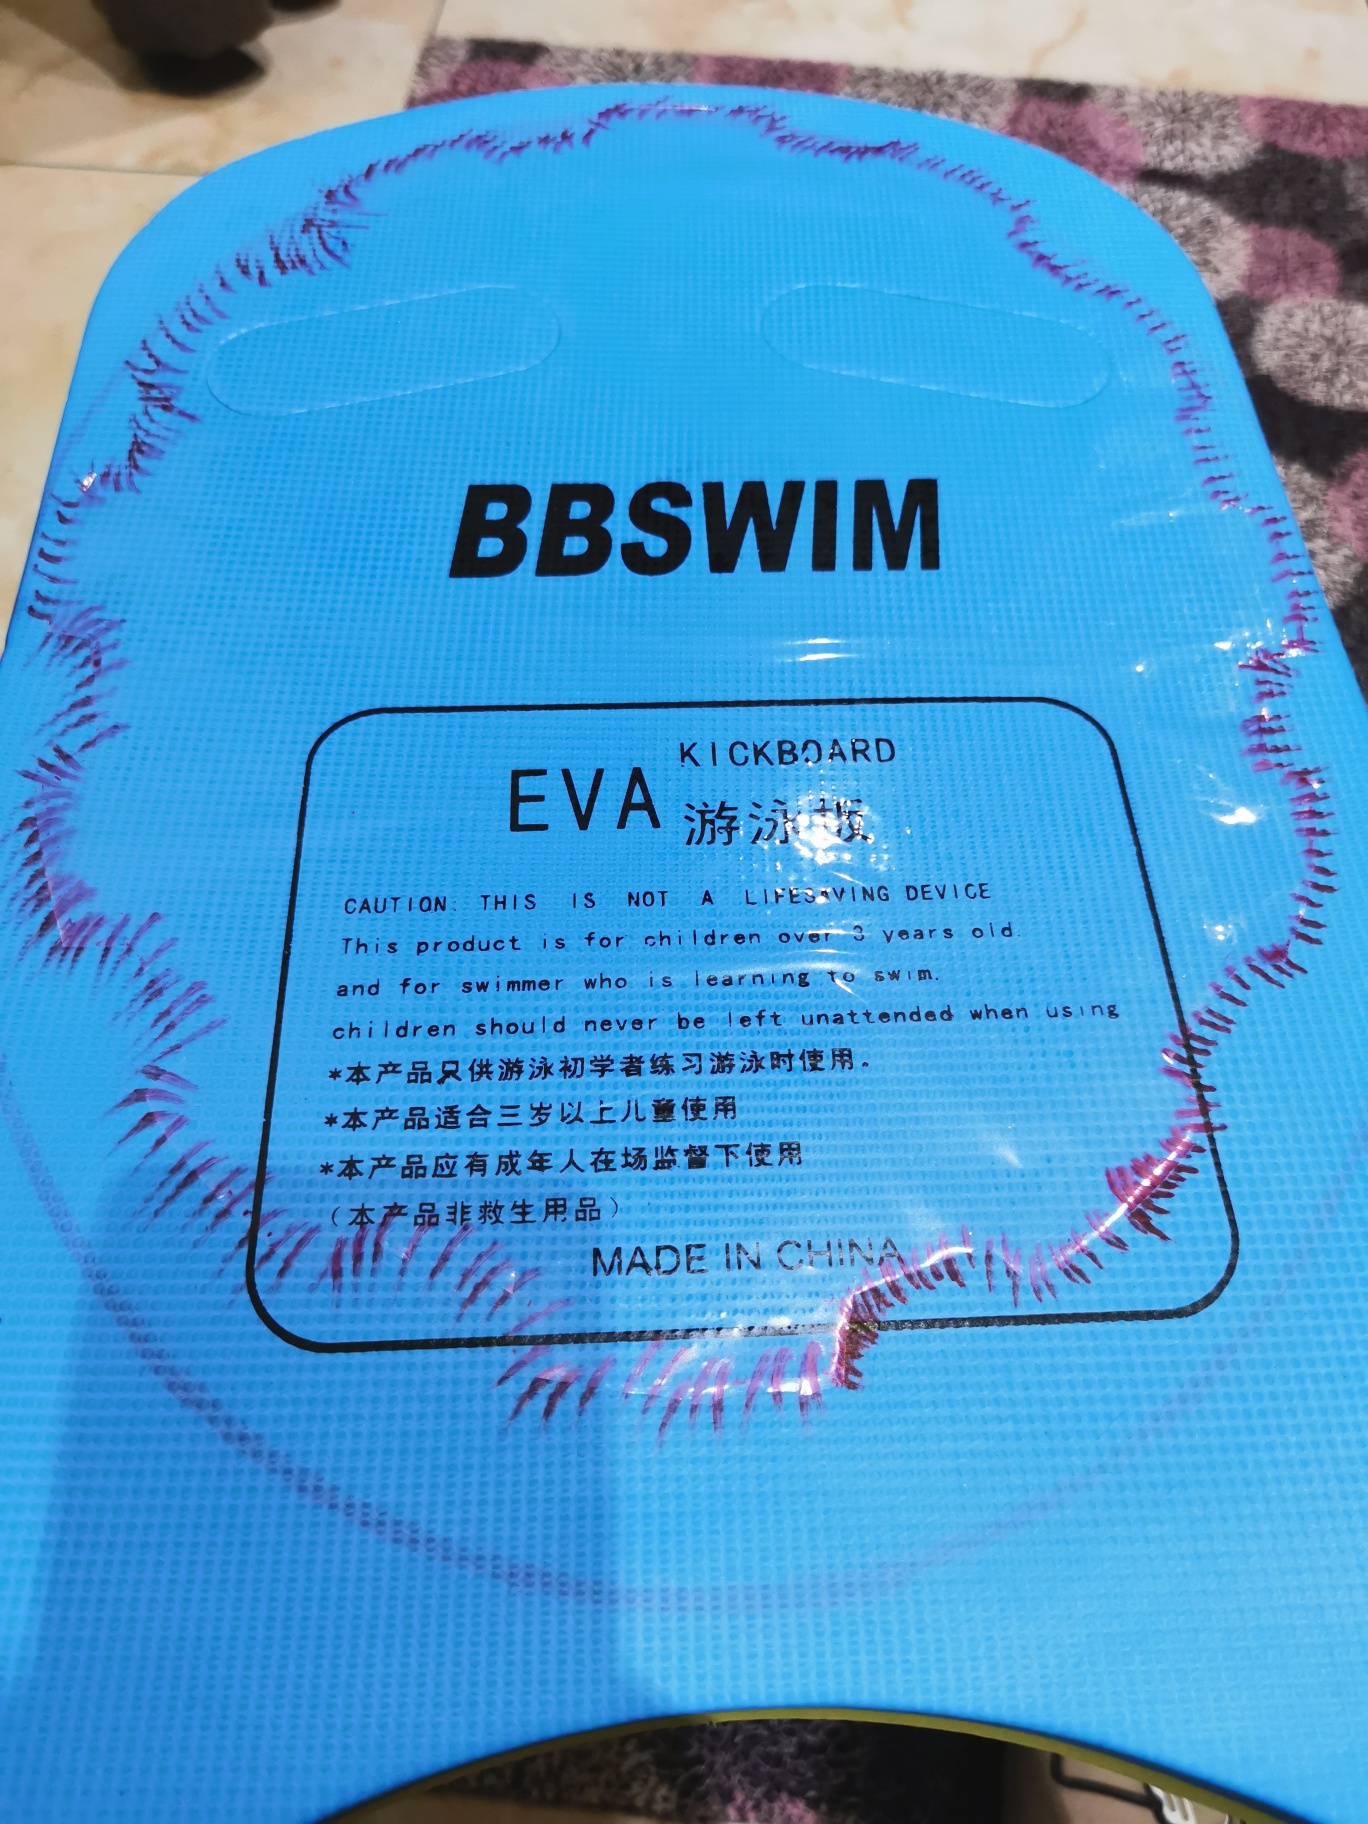 BBSWIM
KICKBOARD
EVA
游泳板
CAUTION: THIS IS NOT A LIFESAVING DEVICE
This product is for children over 3 years old.
and for swimmer who is learning to swim.
children should never be left unattended when using
*本产品只供游泳初学者练习游泳时使用。
*本产品适合三岁以上儿童使用
*本产品应有成年人在场监督下使用
（本产品非救生用品）
MADE IN CHINA